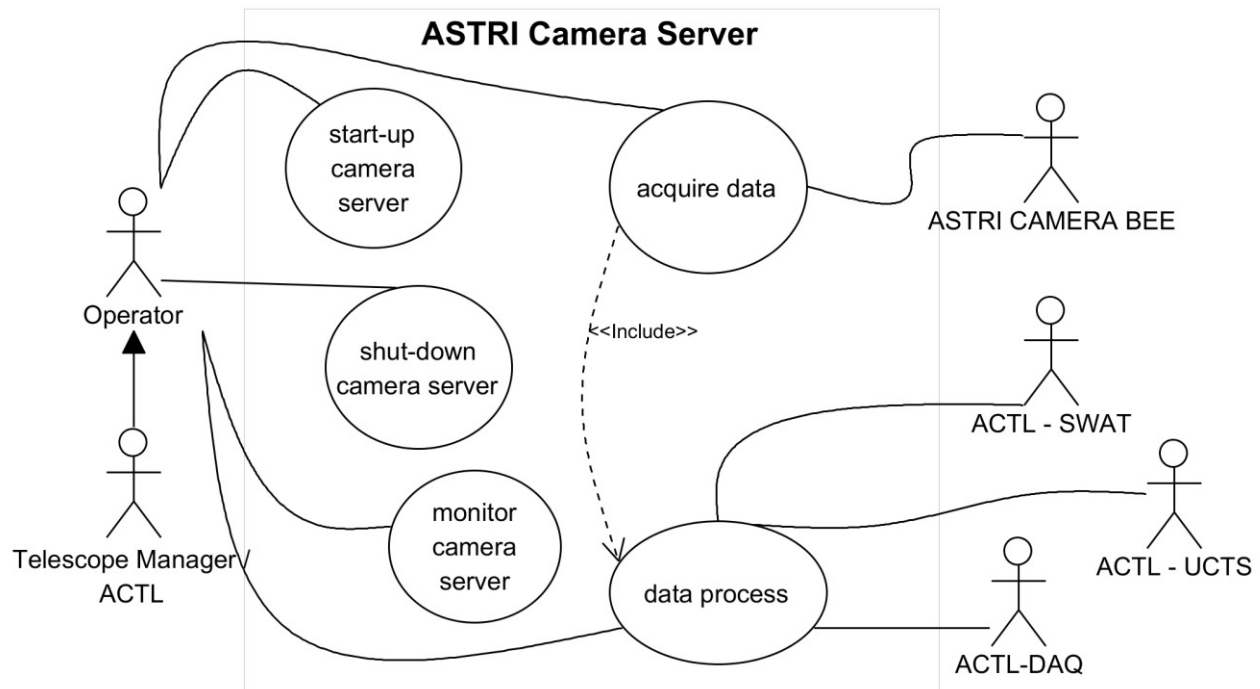 ASTRI Camera Server
start-up
camera
server
acquire data
ASTRI CAMERA BEE
Operator
<<Include>>
shut-down
camera server
ACTL - SWAT
Telescope Manager /
ACTL
monitor
camera
server
ACTL - UCTS
data process
ACTL-DAQ